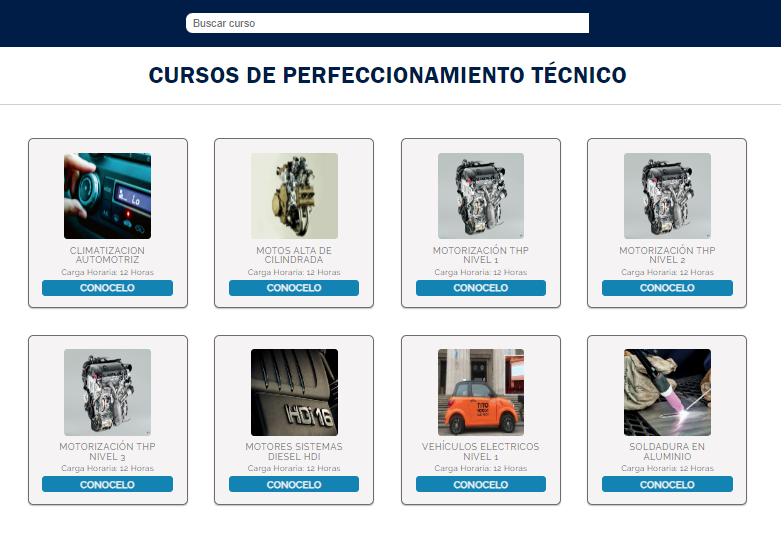 Buscar curso
CURSOS DE PERFECCIONAMIENTO TÉCNICO
Lo
CLIMATIZACION
AUTOMOTRIZ
Carga Horaria: 12 Horas
CONOCELO
MOTOS ALTA DE
CILINDRADA
Carga Horaria: 12 Horas
CONOCELO
MOTORIZACIÓN THP
NIVEL 1
Carga Horaria: 12 Horas
CONOCELO
MOTORIZACIÓN THP
NIVEL 2
Carga Horaria: 12 Horas
CONOCELO
MOTORIZACIÓN THP
NIVEL 3
Carga Horaria: 12 Horas
CONOCELO
HDi 16
MOTORES SISTEMAS
DIESEL HDI
Carga Horaria: 12 Horas
CONOCELO
TITO
VEHÍCULOS ELECTRICOS
NIVEL 1
Carga Horaria: 12 Horas
CONOCELO
SOLDADURA EN
ALUMINIO
Carga Horaria: 12 Horas
CONOCELO